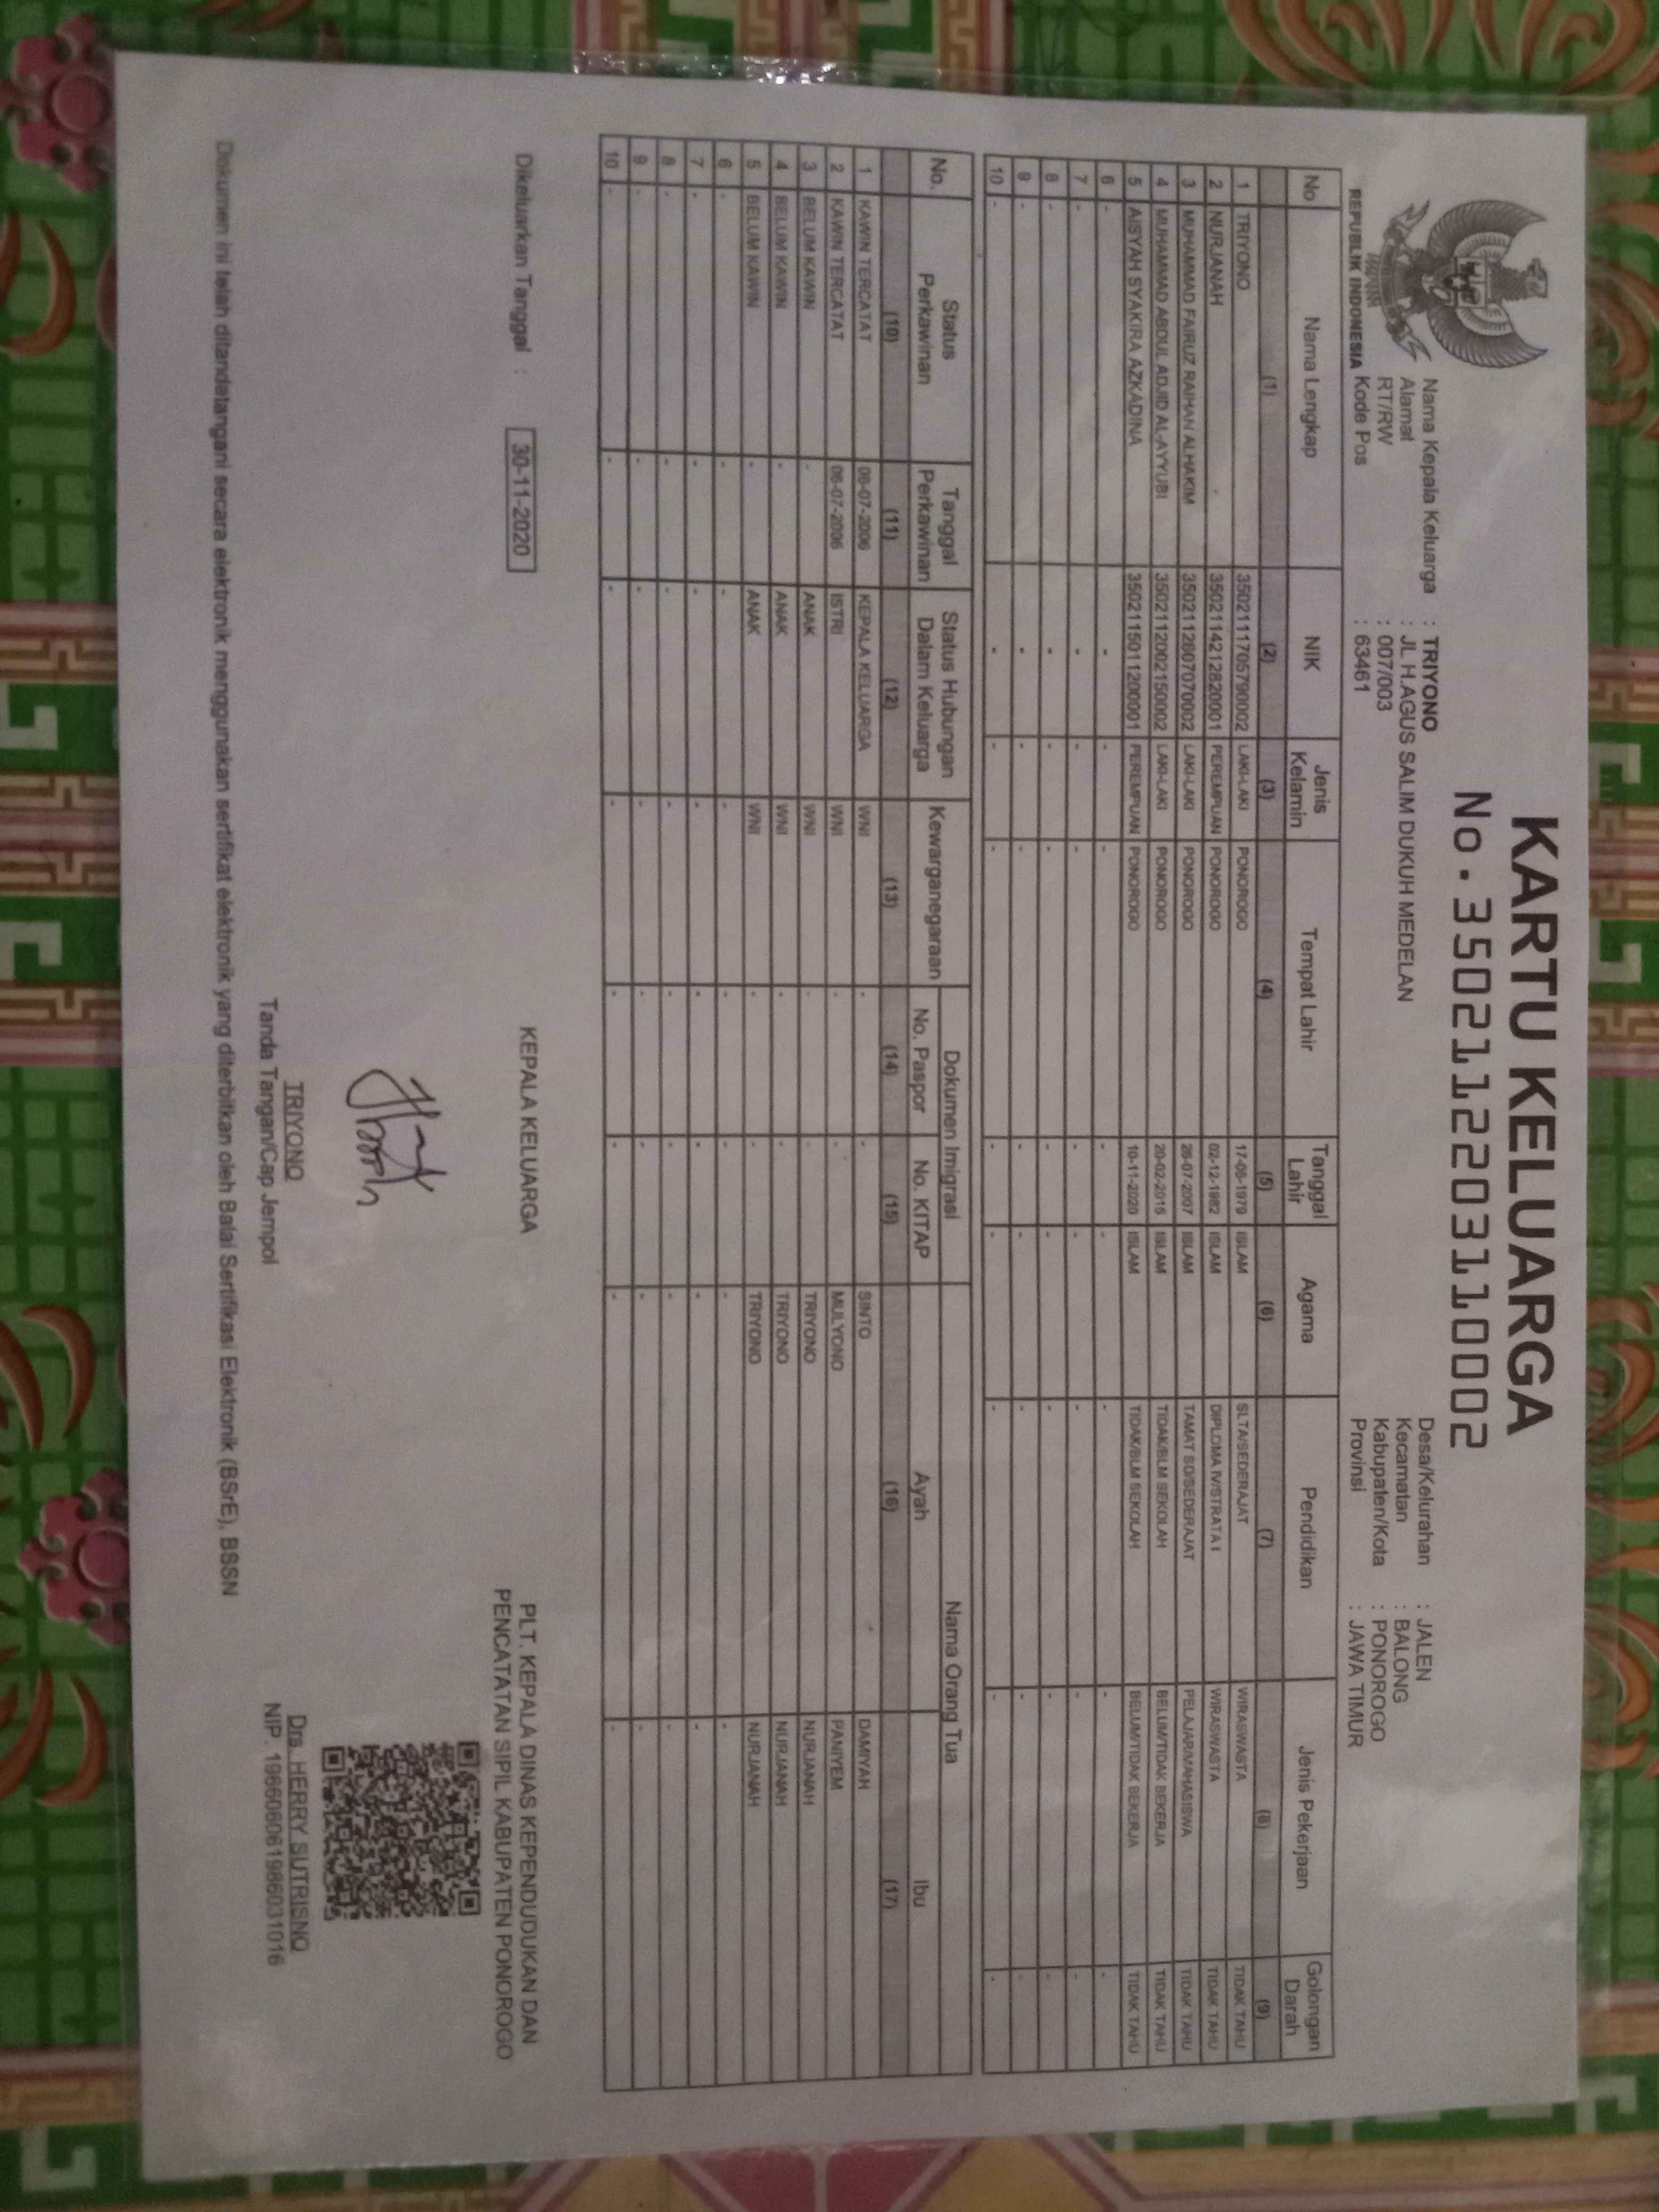 KARTU KELUARGA
No. 3502112203110002
REPUBLIK INDONESIA
Nama Kepala Keluarga : TRIYONO
Alamat : JL H.AGUS SALIM DUKUH MEDELAN
RT/RW : 007/003
Kode Pos : 63461
Desa/Kelurahan : JALEN
Kecamatan : BALONG
Kabupaten/Kota : PONOROGO
Provinsi : JAWA TIMUR
No Nama Lengkap NIK Jenis Kelamin Tempat Lahir Tanggal Lahir Agama Pendidikan Jenis Pekerjaan Golongan Darah
(1) (2) (3) (4) (5) (6) (7) (8) (9)
1 TRIYONO 3502111705790002 LAKI-LAKI PONOROGO ISLAM SLTA/SEDERAJAT WIRASWASTA TIDAK TAHU
2 NURJANAH 3502114212820001 PEREMPUAN PONOROGO 02-12-1982 ISLAM DIPLOMA IV/STRATA I WIRASWASTA TIDAK TAHU
3 MUHAMMAD FAIRUZ RAIHAN ALHAKIM 3502112607070002 LAKI-LAKI PONOROGO ISLAM TAMAT SD/SEDERAJAT PELAJAR/MAHASISWA TIDAK TAHU
4 MUHAMMAD ABDUL ADJID AL-AYYUBI 3502112002150002 LAKI-LAKI PONOROGO 20-02-2015 ISLAM TIDAK/BLM SEKOLAH BELUM/TIDAK BEKERJA TIDAK TAHU
5 AISYAH SYAKIRA AZKADINA 3502115011200001 PEREMPUAN PONOROGO 10-11-2020 ISLAM TIDAK/BLM SEKOLAH BELUM/TIDAK BEKERJA TIDAK TAHU
6 - - - - - - - - -
7 - - - - - - - - -
8 - - - - - - - - -
9 - - - - - - - - -
10 - - - - - - - - -
No. Status Perkawinan Tanggal Perkawinan Status Hubungan Dalam Keluarga Kewarganegaraan Dokumen Imigrasi Nama Orang Tua
No. Paspor No. KITAP Ayah Ibu
(10) (11) (12) (13) (14) (15) (16) (17)
1 KAWIN TERCATAT 06-07-2006 KEPALA KELUARGA WNI - - SINTO DAMIYAH
2 KAWIN TERCATAT 06-07-2006 ISTRI WNI - - MULYONO PANIYEM
3 BELUM KAWIN - ANAK WNI - - TRIYONO NURJANAH
4 BELUM KAWIN - ANAK WNI - - TRIYONO NURJANAH
5 BELUM KAWIN - ANAK WNI - - TRIYONO NURJANAH
6 - - - - - - - -
7 - - - - - - - -
8 - - - - - - - -
9 - - - - - - - -
10 - - - - - - - -
Dikeluarkan Tanggal : 30-11-2020
KEPALA KELUARGA
TRIYONO
Tanda Tangan/Cap Jempol
PLT. KEPALA DINAS KEPENDUDUKAN DAN
PENCATATAN SIPIL KABUPATEN PONOROGO
Drs. HERRY SUTRISNO
NIP. 196606061986031016
Dokumen ini telah ditandatangani secara elektronik menggunakan sertifikat elektronik yang diterbitkan oleh Balai Sertifikasi Elektronik (BSrE), BSSN